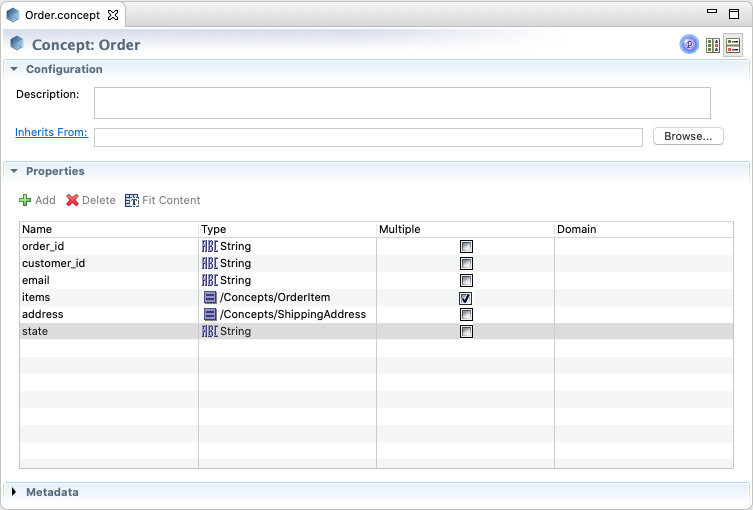 Order.concept
Concept: Order
Configuration
Description:
Inherits From:
Browse...
Properties
Add Delete Fit Content
Name Type Multiple Domain
order_id String
customer_id String
email String
items /Concepts/OrderItem
address /Concepts/ShippingAddress
state String
Metadata